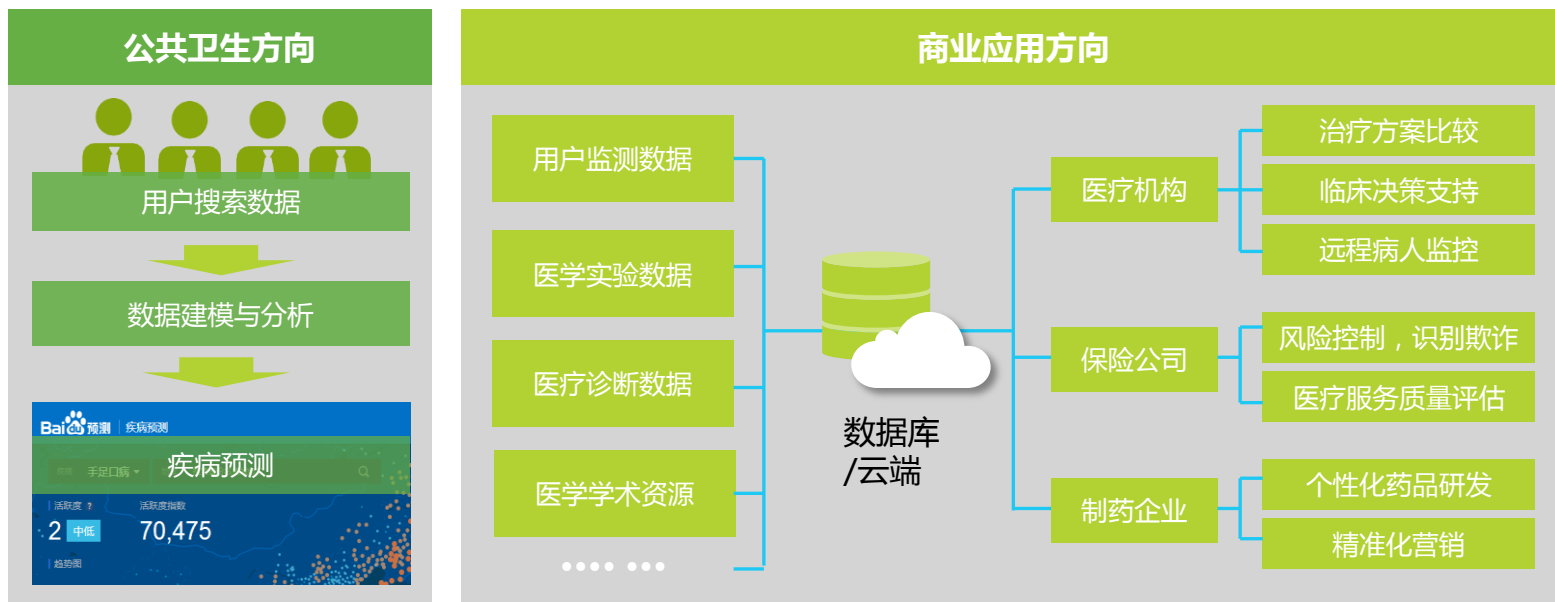 公共卫生方向
用户搜索数据
数据建模与分析
Baidu预测 疾病预测
手足口病
疾病预测
活跃度 ? 活跃度指数
2 中低 70,475
趋势图
商业应用方向
用户监测数据
医学实验数据
医疗诊断数据
医学学术资源
•••• •••
数据库
/云端
医疗机构
治疗方案比较
临床决策支持
远程病人监控
保险公司
风险控制，识别欺诈
医疗服务质量评估
制药企业
个性化药品研发
精准化营销